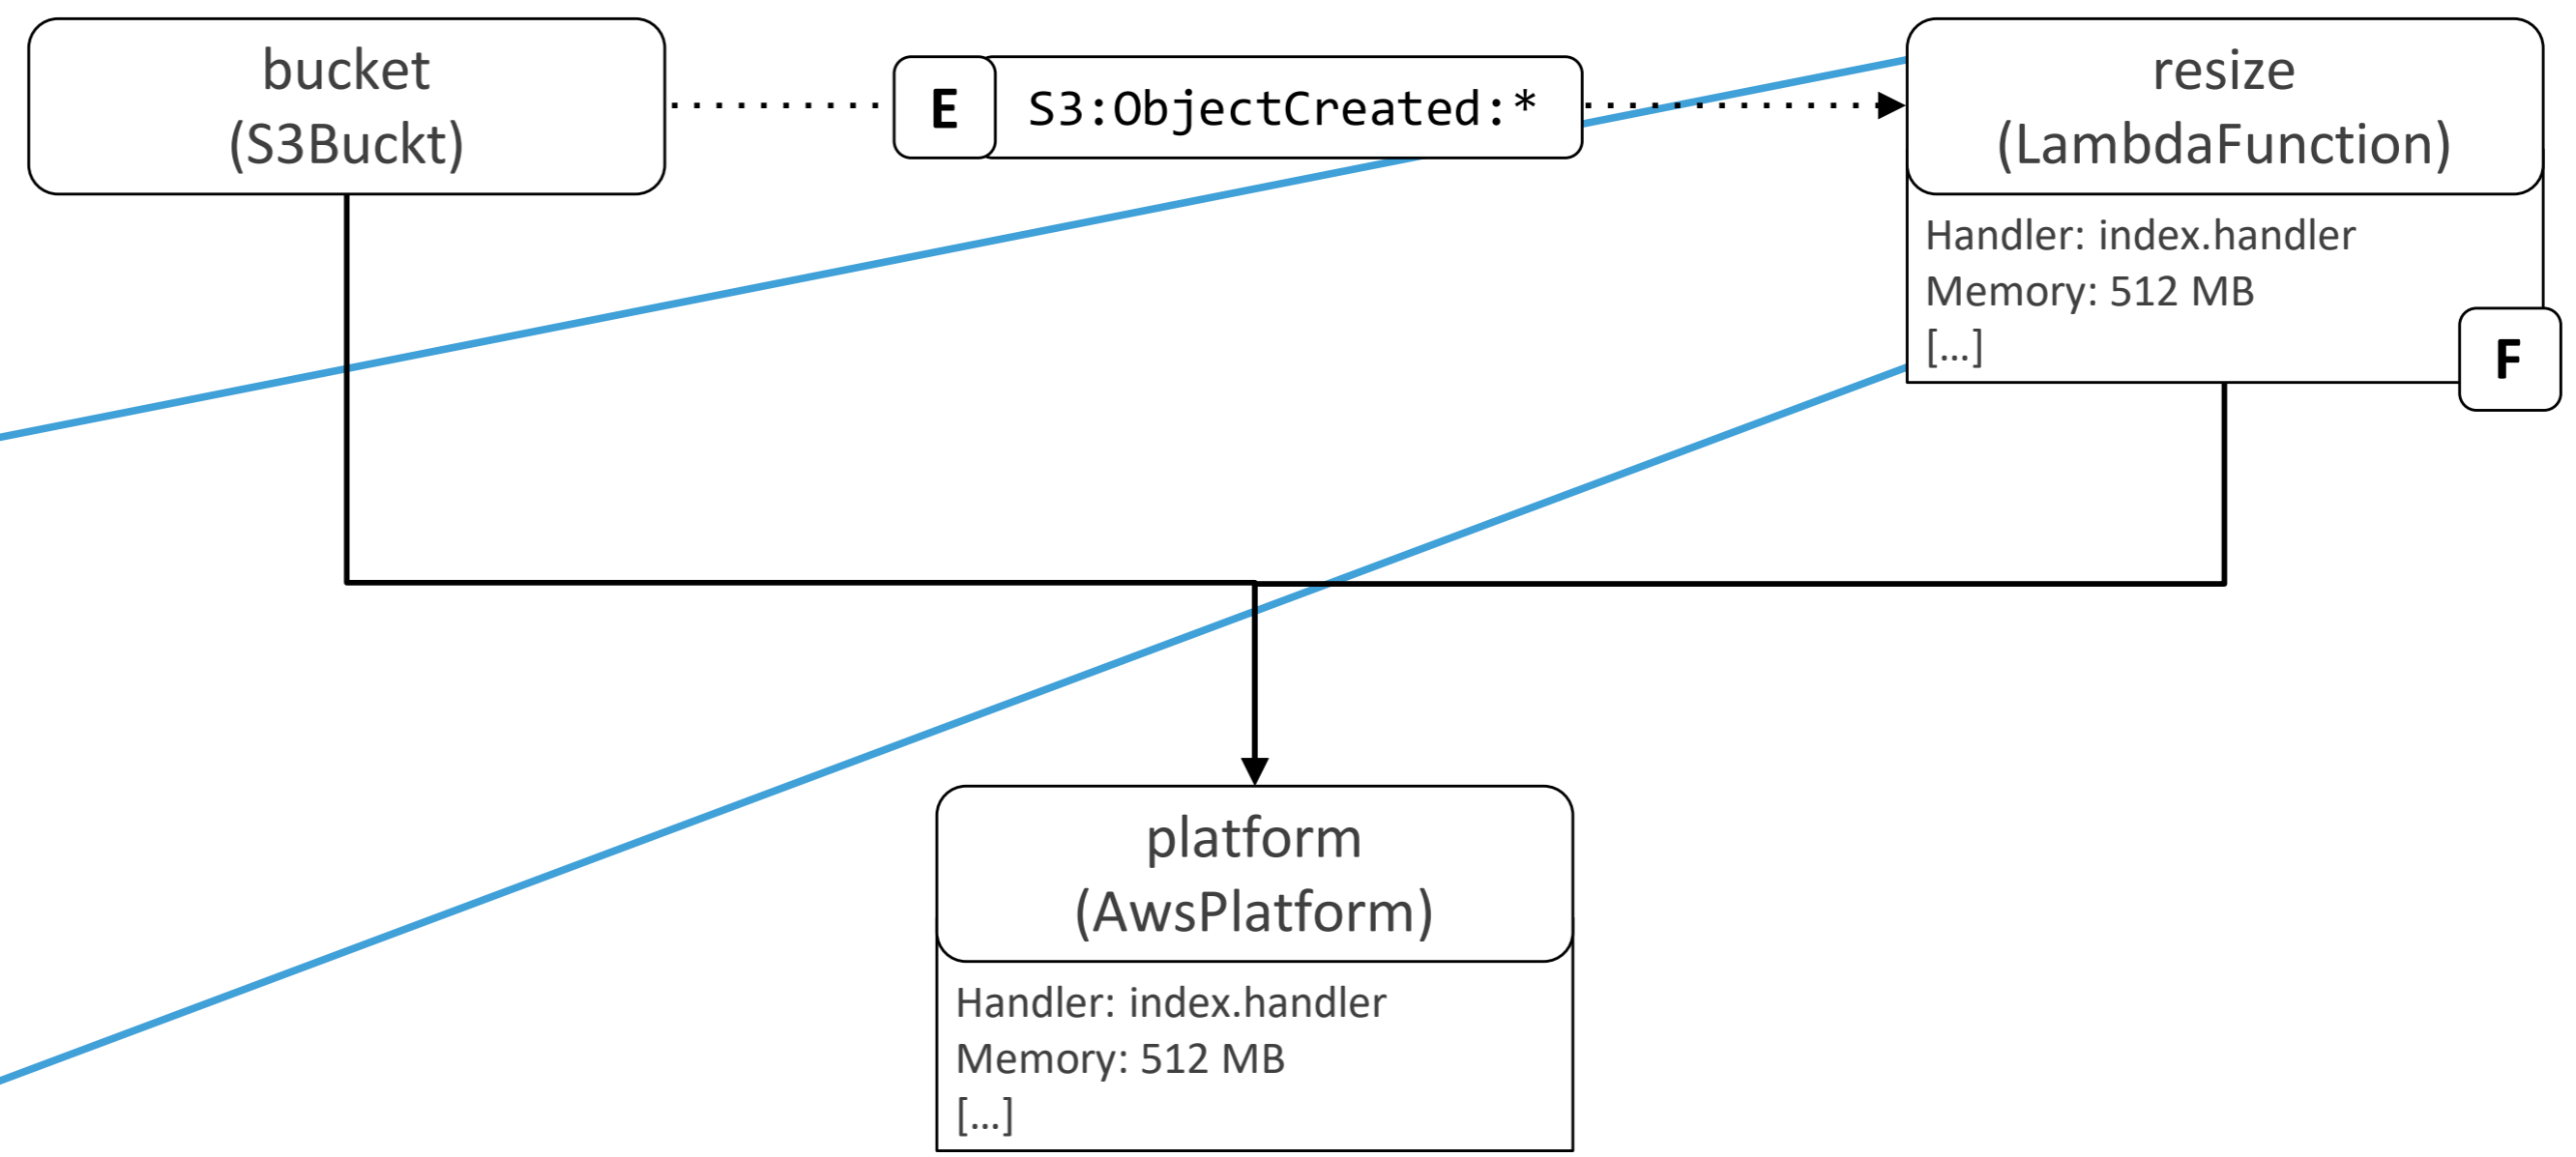 bucket
(S3Buckt)
E
S3:ObjectCreated:*
resize
(LambdaFunction)
Handler: index.handler
Memory: 512 MB
[...]
F
platform
(AwsPlatform)
Handler: index.handler
Memory: 512 MB
[...]